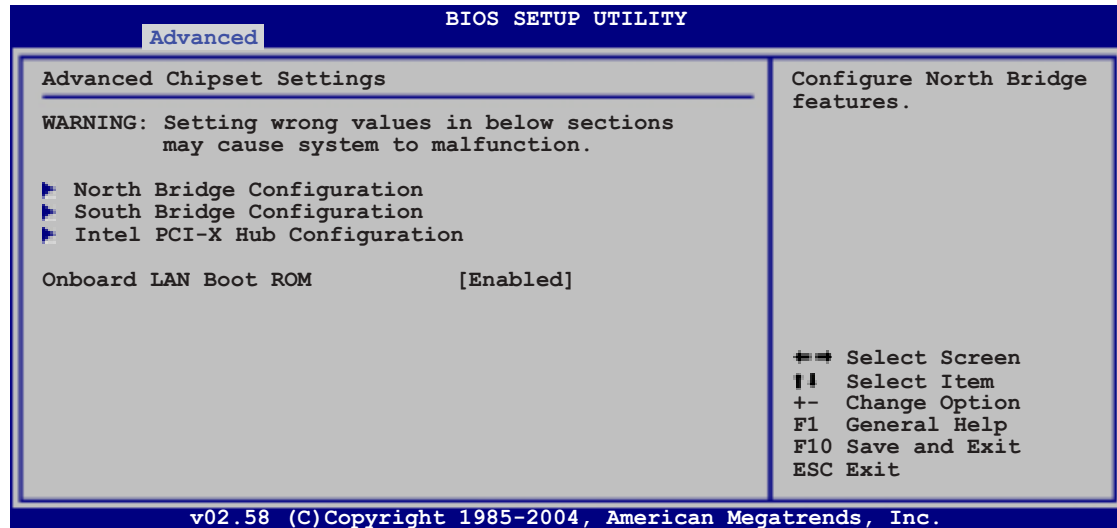 BIOS SETUP UTILITY
Advanced
Advanced Chipset Settings
WARNING: Setting wrong values in below sections
may cause system to malfunction.
North Bridge Configuration
South Bridge Configuration
Intel PCI-X Hub Configuration
Onboard LAN Boot ROM [Enabled]
Configure North Bridge
features.
Select Screen
Select Item
+- Change Option
F1 General Help
F10 Save and Exit
ESC Exit
v02.58 (C)Copyright 1985-2004, American Megatrends, Inc.